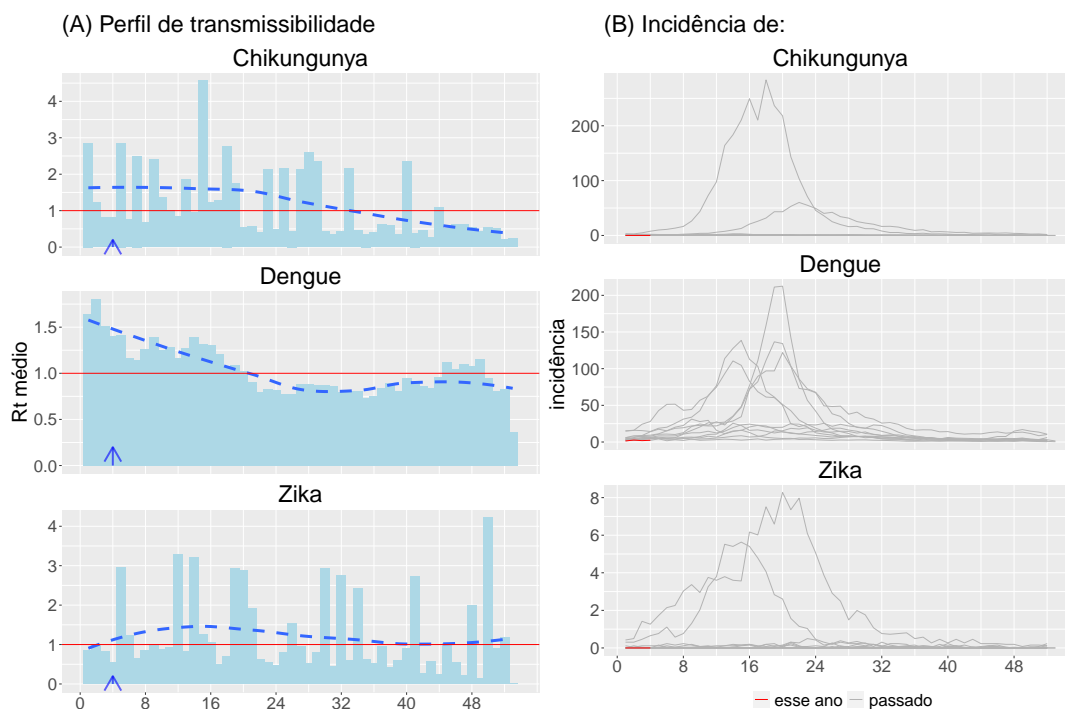 (A) Perfil de transmissibilidade
Chikungunya
4
3
2
1
0
Dengue
1.5
1.0
0.5
0.0
Rt médio
Zika
4
3
2
1
0
0 8 16 24 32 40 48
(B) Incidência de:
Chikungunya
200
100
0
Dengue
200
150
100
50
0
incidência
Zika
8
6
4
2
0
0 8 16 24 32 40 48
esse ano passado